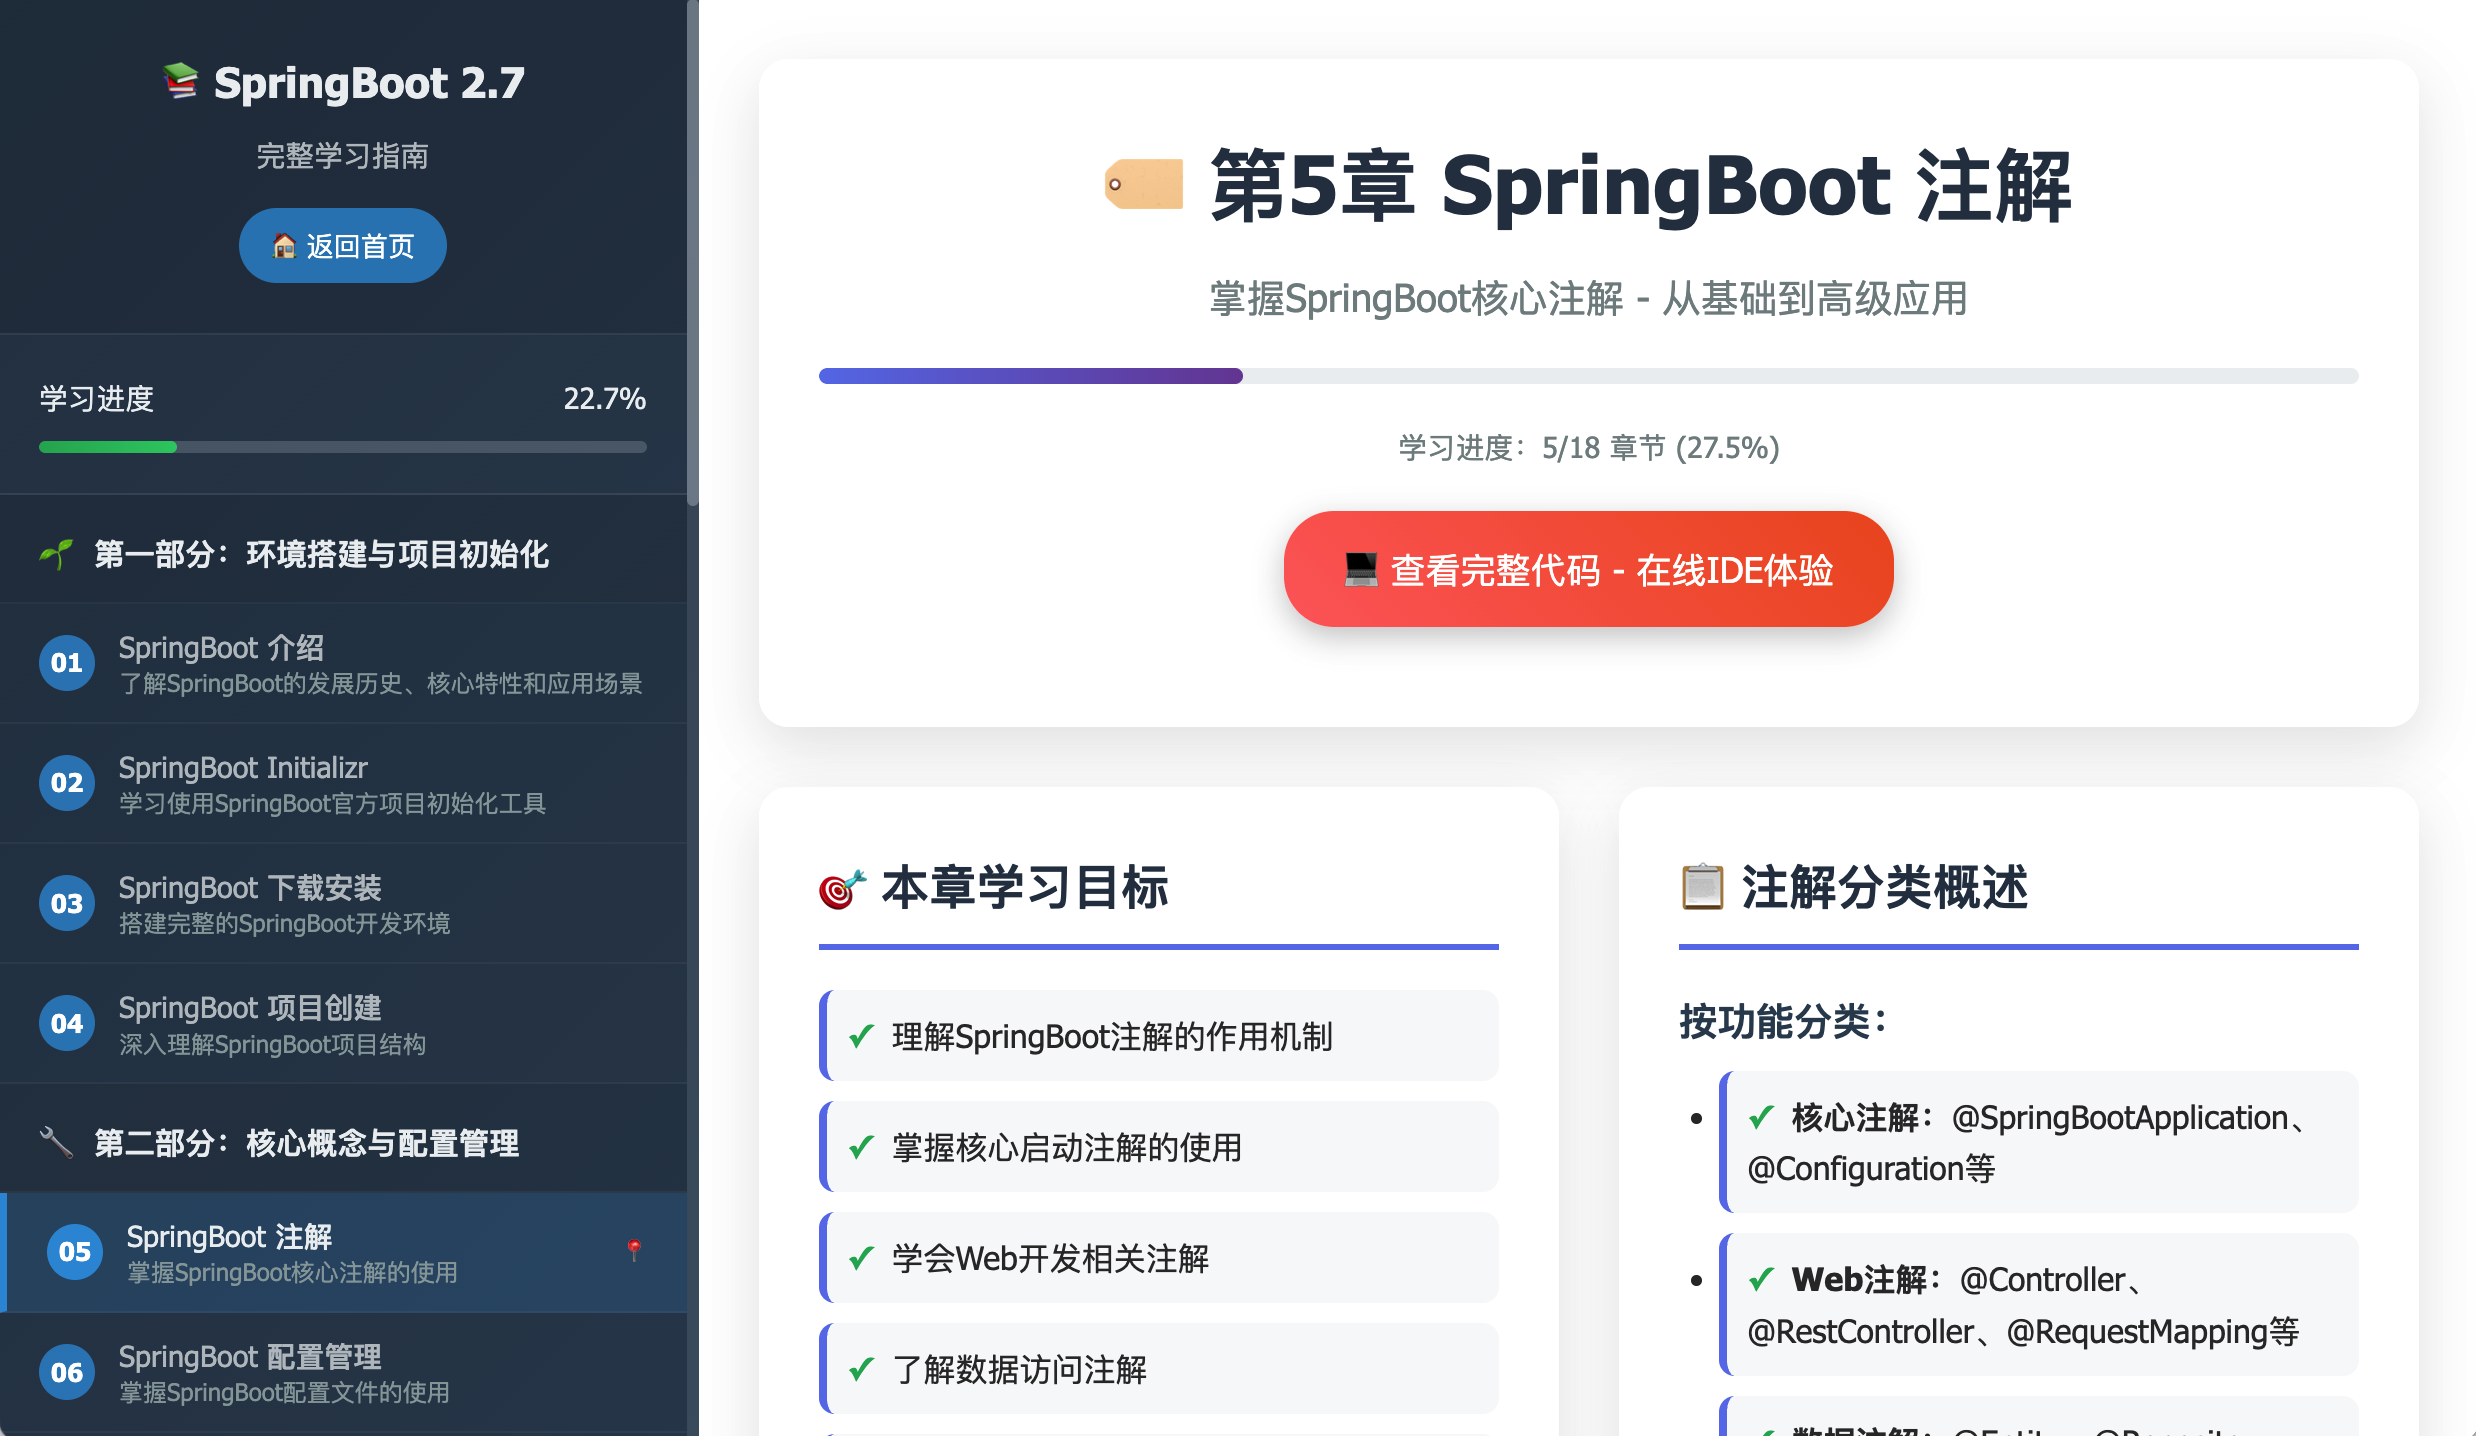 SpringBoot 2.7
完整学习指南
返回首页
学习进度 22.7%
第一部分：环境搭建与项目初始化
01 SpringBoot 介绍
了解SpringBoot的发展历史、核心特性和应用场景
02 SpringBoot Initializr
学习使用SpringBoot官方项目初始化工具
03 SpringBoot 下载安装
搭建完整的SpringBoot开发环境
04 SpringBoot 项目创建
深入理解SpringBoot项目结构
第二部分：核心概念与配置管理
05 SpringBoot 注解
掌握SpringBoot核心注解的使用
06 SpringBoot 配置管理
掌握SpringBoot配置文件的使用
第5章 SpringBoot 注解
掌握SpringBoot核心注解 - 从基础到高级应用
学习进度：5/18 章节 (27.5%)
查看完整代码 - 在线IDE体验
本章学习目标
✓ 理解SpringBoot注解的作用机制
✓ 掌握核心启动注解的使用
✓ 学会Web开发相关注解
✓ 了解数据访问注解
注解分类概述
按功能分类：
• ✓ 核心注解：@SpringBootApplication、
@Configuration等
• ✓ Web注解：@Controller、
@RestController、@RequestMapping等